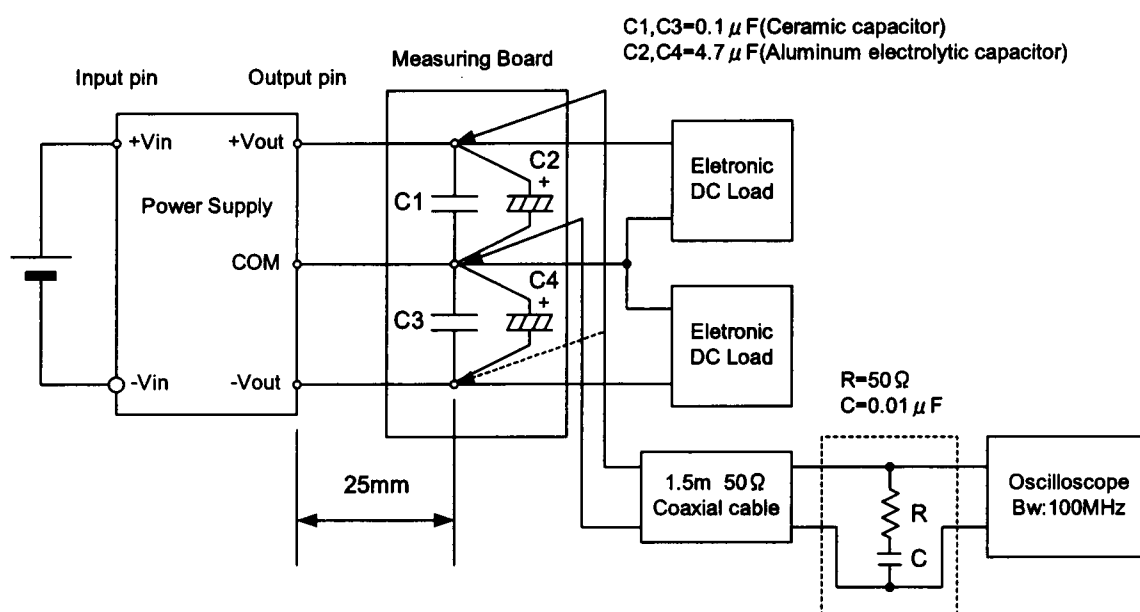 C1,C3=0.1μF(Ceramic capacitor)
C2,C4=4.7μF(Aluminum electrolytic capacitor)
Measuring Board
Input pin
Output pin
+Vin
+Vout
Power Supply
COM
-Vin
-Vout
C1
C2
+
C3
C4
+
Eletronic
DC Load
Eletronic
DC Load
25mm
R=50Ω
C=0.01μF
1.5m 50Ω
Coaxial cable
R
C
Oscilloscope
Bw:100MHz